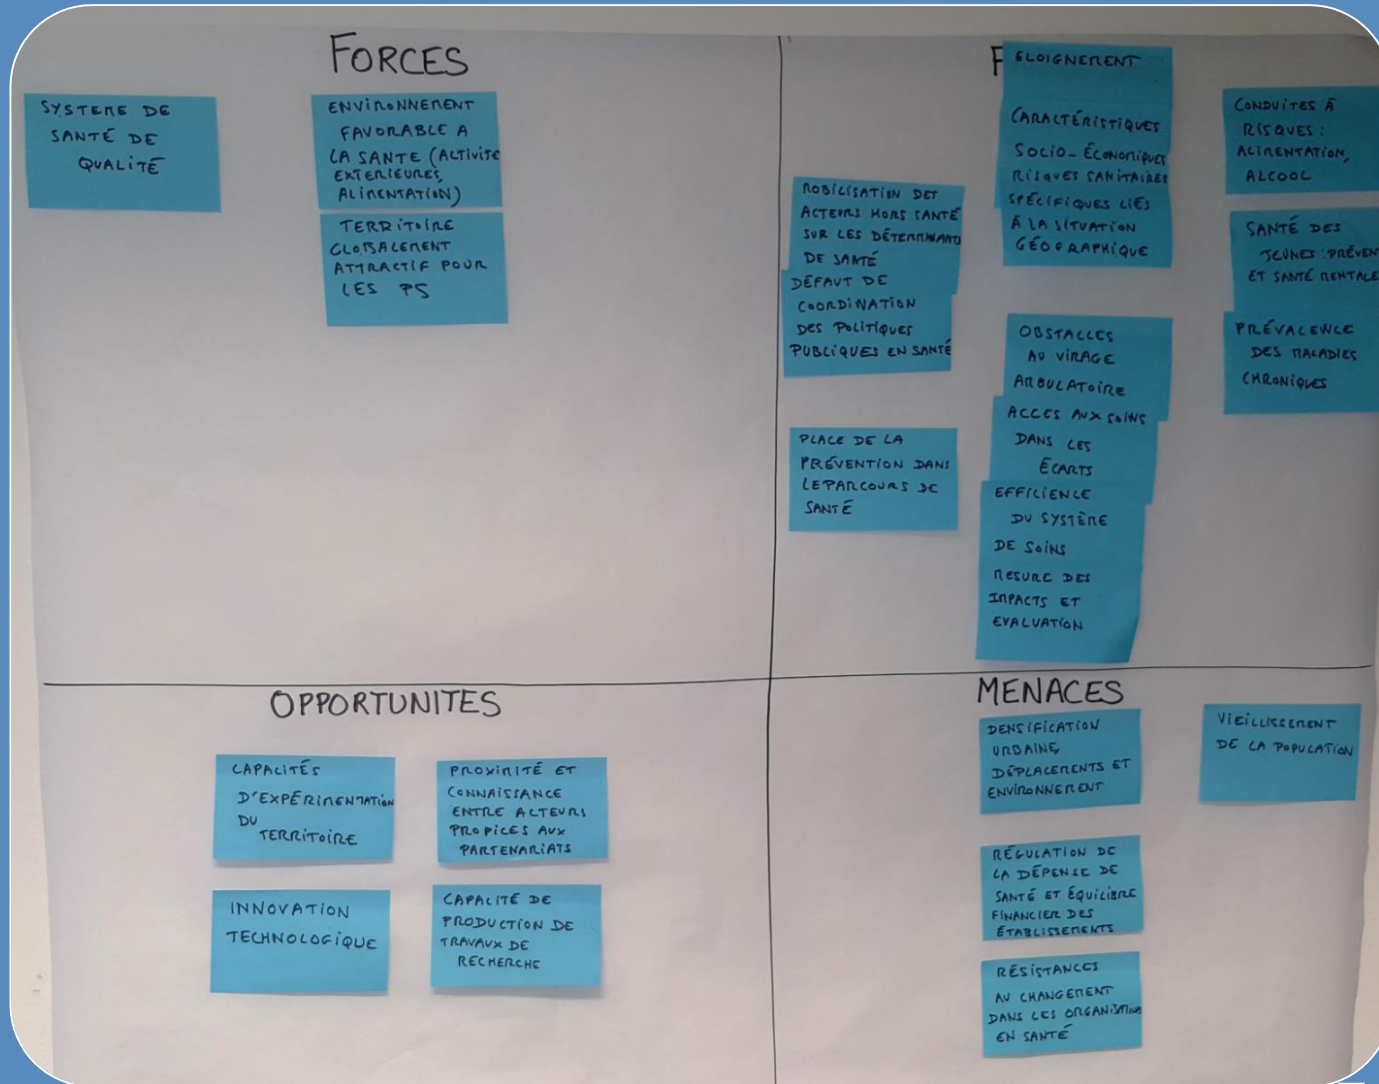 FORCES
SYSTEME DE
SANTÉ DE
QUALITÉ
ENVIRONNEMENT
FAVORABLE A
LA SANTE (ACTIVITE
EXTERIEURES,
ALIMENTATION)
TERRITOIRE
GLOBALEMENT
ATTRACTIF POUR
LES PS
F
MOBILISATION DES
ACTEURS HORS SANTÉ
SUR LES DÉTERMINANTS
DE SANTÉ
DÉFAUT DE
COORDINATION
DES POLITIQUES
PUBLIQUES EN SANTÉ
PLACE DE LA
PRÉVENTION DANS
LE PARCOURS DE
SANTÉ
ELOIGNEMENT
CARACTÉRISTIQUES
SOCIO-ÉCONOMIQUES
RISQUES SANITAIRES
SPÉCIFIQUES LIÉS
À LA SITUATION
GÉOGRAPHIQUE
OBSTACLES
AU VIRAGE
AMBULATOIRE
ACCES AUX SOINS
DANS LES
ÉCARTS
EFFICIENCE
DU SYSTÈME
DE SOINS
MESURE DES
IMPACTS ET
EVALUATION
CONDUITES À
RISQUES :
ALIMENTATION,
ALCOOL
SANTÉ DES
JEUNES : PRÉVEN
ET SANTÉ MENTALE
PRÉVALENCE
DES MALADIES
CHRONIQUES
OPPORTUNITES
CAPACITÉS
D'EXPÉRIMENTATION
DU
TERRITOIRE
PROXIMITÉ ET
CONNAISSANCE
ENTRE ACTEURS
PROPICES AUX
PARTENARIATS
INNOVATION
TECHNOLOGIQUE
CAPACITÉ DE
PRODUCTION DE
TRAVAUX DE
RECHERCHE
MENACES
DENSIFICATION
URBAINE,
DÉPLACEMENTS ET
ENVIRONNEMENT
VIEILLISSEMENT
DE LA POPULATION
RÉGULATION DE
LA DÉPENSE DE
SANTÉ ET ÉQUILIBRE
FINANCIER DES
ÉTABLISSEMENTS
RÉSISTANCES
AU CHANGEMENT
DANS LES ORGANISATIONS
EN SANTÉ